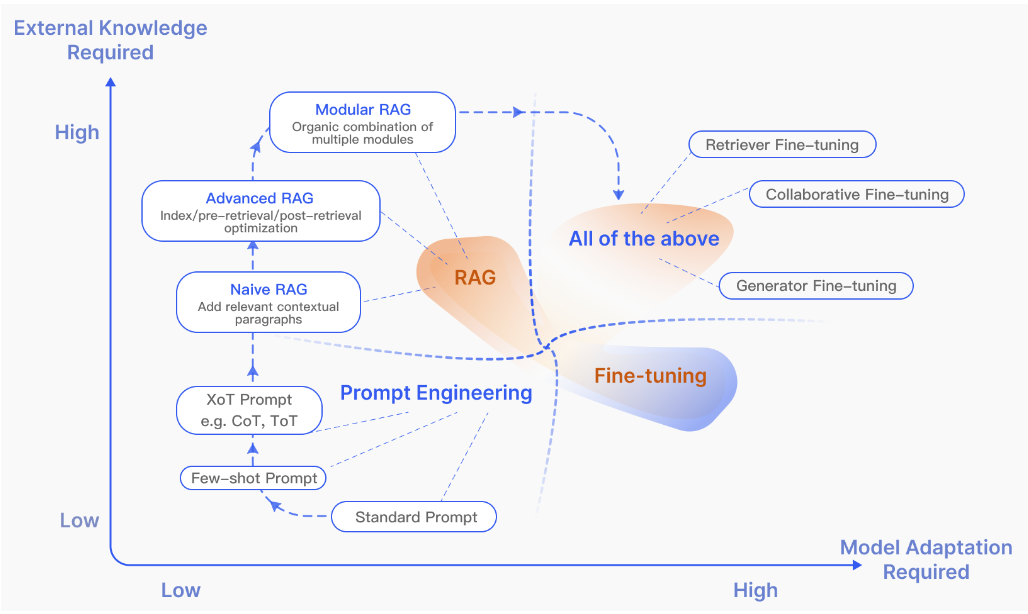 External Knowledge
Required
High
Modular RAG
Organic combination of
multiple modules
Retriever Fine-tuning
Advanced RAG
Index/pre-retrieval/post-retrieval
optimization
Collaborative Fine-tuning
All of the above
RAG
Naive RAG
Add relevant contextual
paragraphs
Generator Fine-tuning
Fine-tuning
Prompt Engineering
XoT Prompt
e.g. CoT, ToT
Few-shot Prompt
Standard Prompt
Low
Model Adaptation
Required
Low
High